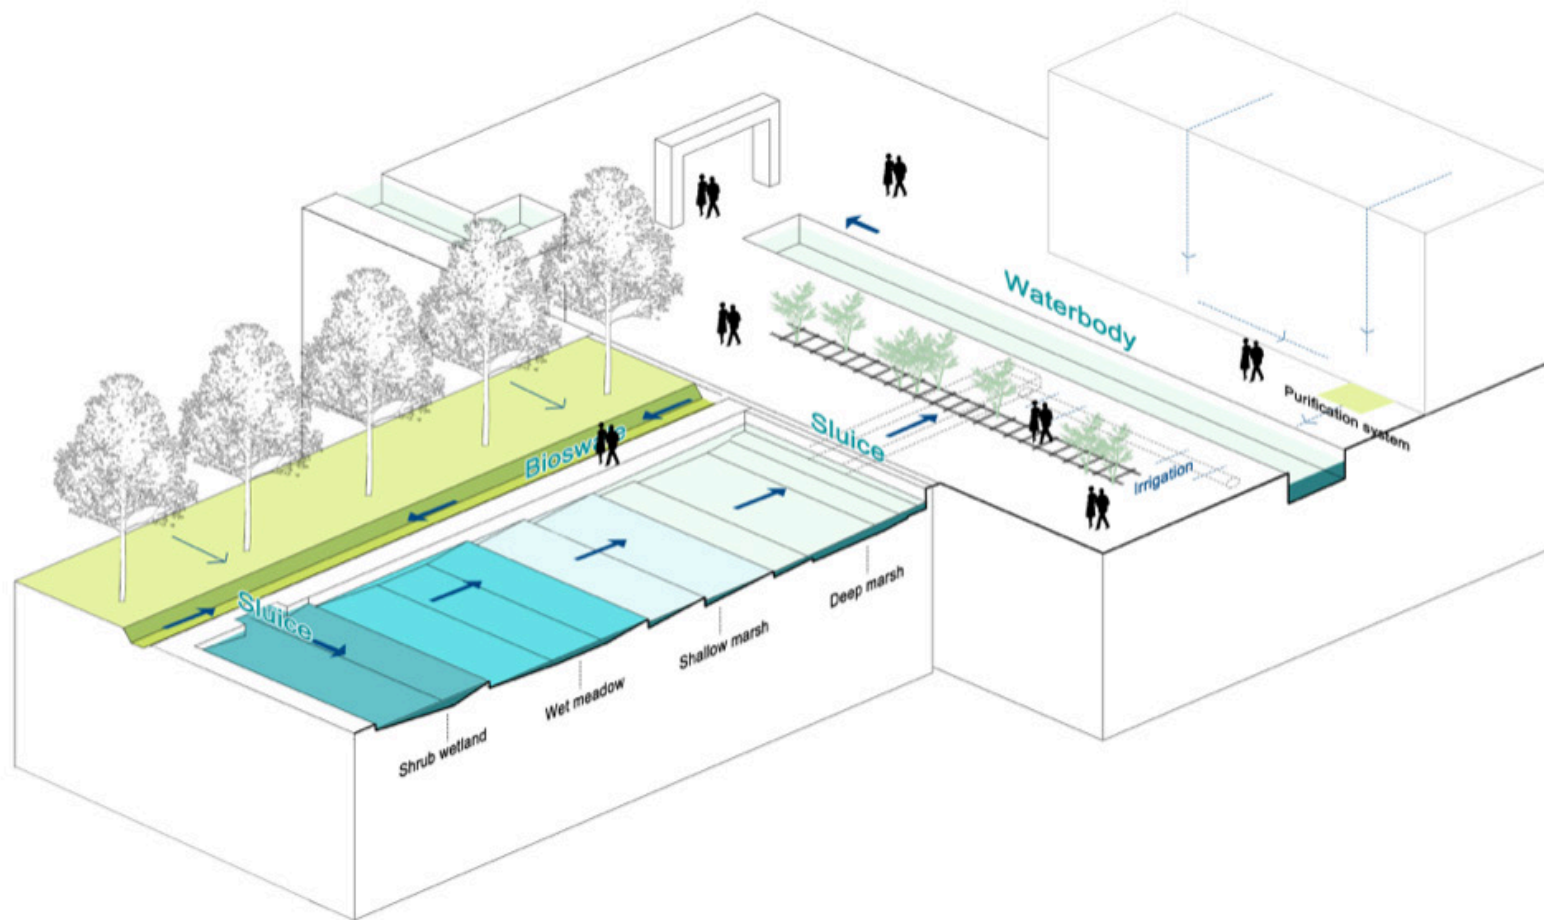 Waterbody
Purification system
Sluice
Irrigation
Bioswale
Sluice
Deep marsh
Shallow marsh
Wet meadow
Shrub wetland